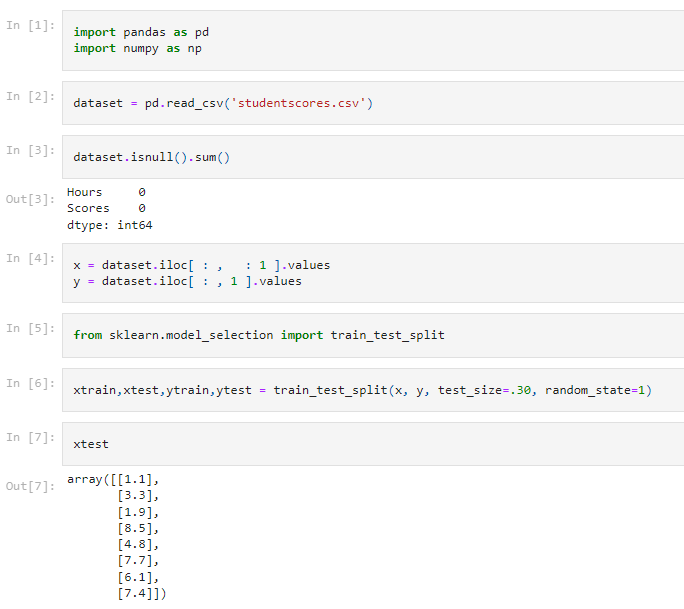 In [1]: import pandas as pd
import numpy as np
In [2]: dataset = pd.read_csv('studentscores.csv')
In [3]: dataset.isnull().sum()
Out[3]: Hours     0
Scores    0
dtype: int64
In [4]: x = dataset.iloc[ : ,   : 1 ].values
y = dataset.iloc[ : , 1 ].values
In [5]: from sklearn.model_selection import train_test_split
In [6]: xtrain,xtest,ytrain,ytest = train_test_split(x, y, test_size=.30, random_state=1)
In [7]: xtest
Out[7]: array([[1.1],
[3.3],
[1.9],
[8.5],
[4.8],
[7.7],
[6.1],
[7.4]])